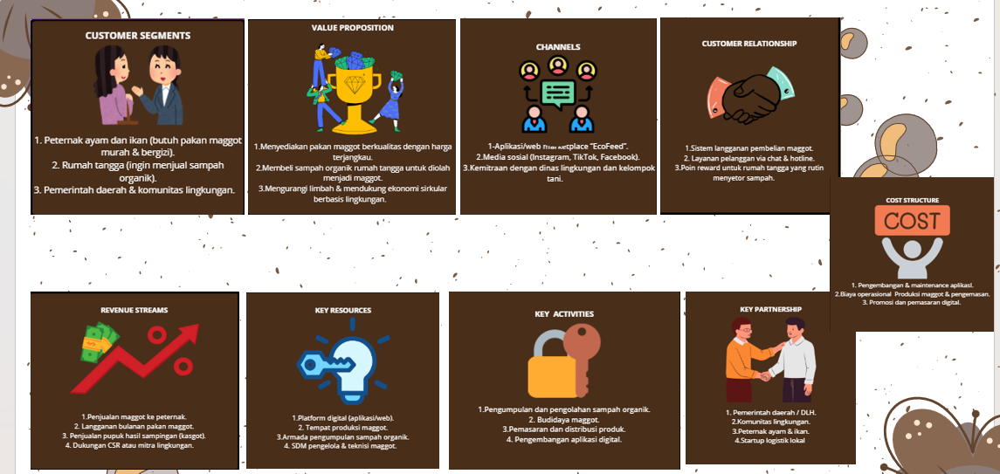 CUSTOMER SEGMENTS
1. Peternak ayam dan ikan (butuh pakan maggot
murah & bergizi).
2. Rumah tangga (ingin menjual sampah
organik).
3. Pemerintah daerah & komunitas lingkungan.
VALUE PROPOSITION
1.Menyediakan pakan maggot berkualitas dengan harga
terjangkau.
2.Membeli sampah organik rumah tangga untuk diolah
menjadi maggot.
3.Mengurangi limbah & mendukung ekonomi sirkular
berbasis lingkungan.
CHANNELS
1-Aplikasi/web marketplace “EcoFeed”.
2.Media sosial (Instagram, TikTok, Facebook).
3.Kemitraan dengan dinas lingkungan dan kelompok
tani.
CUSTOMER RELATIONSHIP
1.Sistem langganan pembelian maggot.
2. Layanan pelanggan via chat & hotline.
3.Poin reward untuk rumah tangga yang rutin
menyetor sampah.
COST STRUCTURE
COST
1. Pengembangan & maintenance aplikasi.
2.Biaya operasional Produksi maggot & pengemasan.
3. Promosi dan pemasaran digital.
REVENUE STREAMS
1.Penjualan maggot ke peternak.
2. Langganan bulanan pakan maggot.
3. Penjualan pupuk hasil sampingan (kasgot).
4. Dukungan CSR atau mitra lingkungan.
KEY RESOURCES
1.Platform digital (aplikasi/web).
2. Tempat produksi maggot.
3.Armada pengumpulan sampah organik.
4. SDM pengelola & teknisi maggot.
KEY ACTIVITIES
1.Pengumpulan dan pengolahan sampah organik.
2. Budidaya maggot.
3.Pemasaran dan distribusi produk.
4. Pengembangan aplikasi digital.
KEY PARTNERSHIP
1. Pemerintah daerah / DLH.
2.Komunitas lingkungan.
3.Peternak ayam & ikan.
4.Startup logistik lokal